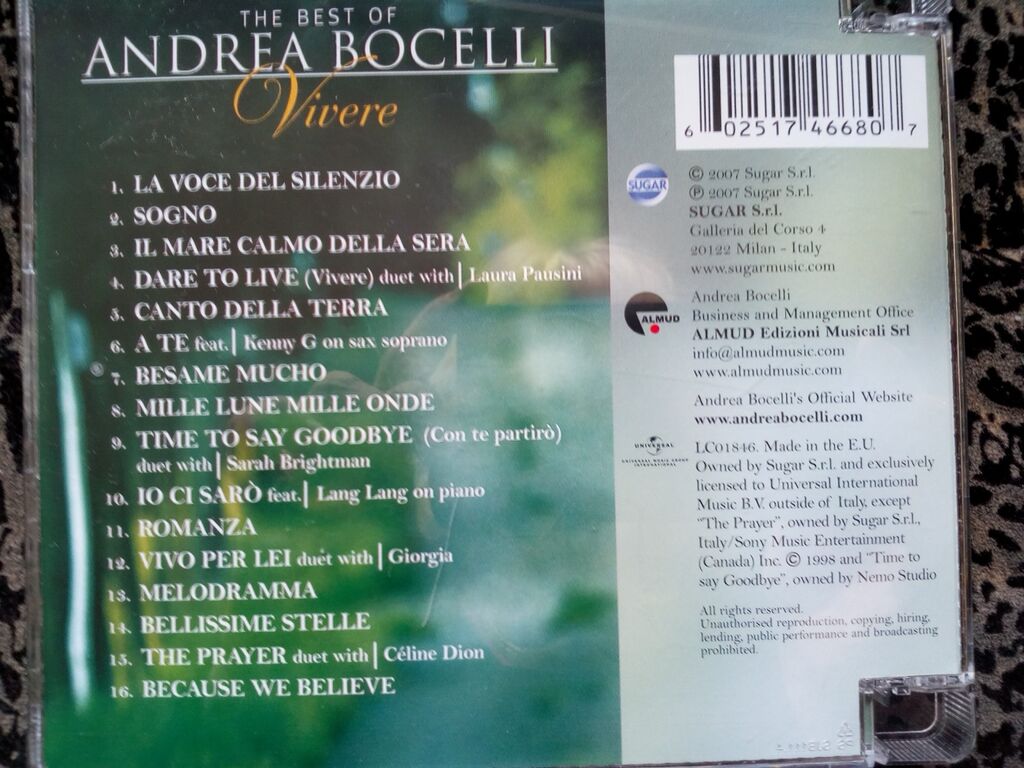 THE BEST OF
ANDREA BOCELLI
Vivere
1. LA VOCE DEL SILENZIO
2. SOGNO
3. IL MARE CALMO DELLA SERA
4. DARE TO LIVE (Vivere) duet with | Laura Pausini
5. CANTO DELLA TERRA
6. A TE feat. | Kenny G on sax soprano
7. BESAME MUCHO
8. MILLE LUNE MILLE ONDE
9. TIME TO SAY GOODBYE (Con te partirò)
duet with | Sarah Brightman
10. IO CI SARÒ feat. | Lang Lang on piano
11. ROMANZA
12. VIVO PER LEI duet with | Giorgia
13. MELODRAMMA
14. BELLISSIME STELLE
15. THE PRAYER duet with | Céline Dion
16. BECAUSE WE BELIEVE
6 02517 46680 7
SUGAR
© 2007 Sugar S.r.l.
℗ 2007 Sugar S.r.l.
SUGAR S.r.l.
Galleria del Corso 4
20122 Milan - Italy
www.sugarmusic.com
ALMUD
Andrea Bocelli
Business and Management Office
ALMUD Edizioni Musicali Srl
info@almudmusic.com
www.almudmusic.com
Andrea Bocelli's Official Website
www.andreabocelli.com
UNIVERSAL
UNIVERSAL MUSIC GROUP
INTERNATIONAL
LC01846. Made in the E.U.
Owned by Sugar S.r.l. and exclusively
licensed to Universal International
Music B.V. outside of Italy, except
"The Prayer", owned by Sugar S.r.l.,
Italy/Sony Music Entertainment
(Canada) Inc. © 1998 and "Time to
say Goodbye", owned by Nemo Studio
All rights reserved.
Unauthorised reproduction, copying, hiring,
lending, public performance and broadcasting
prohibited.